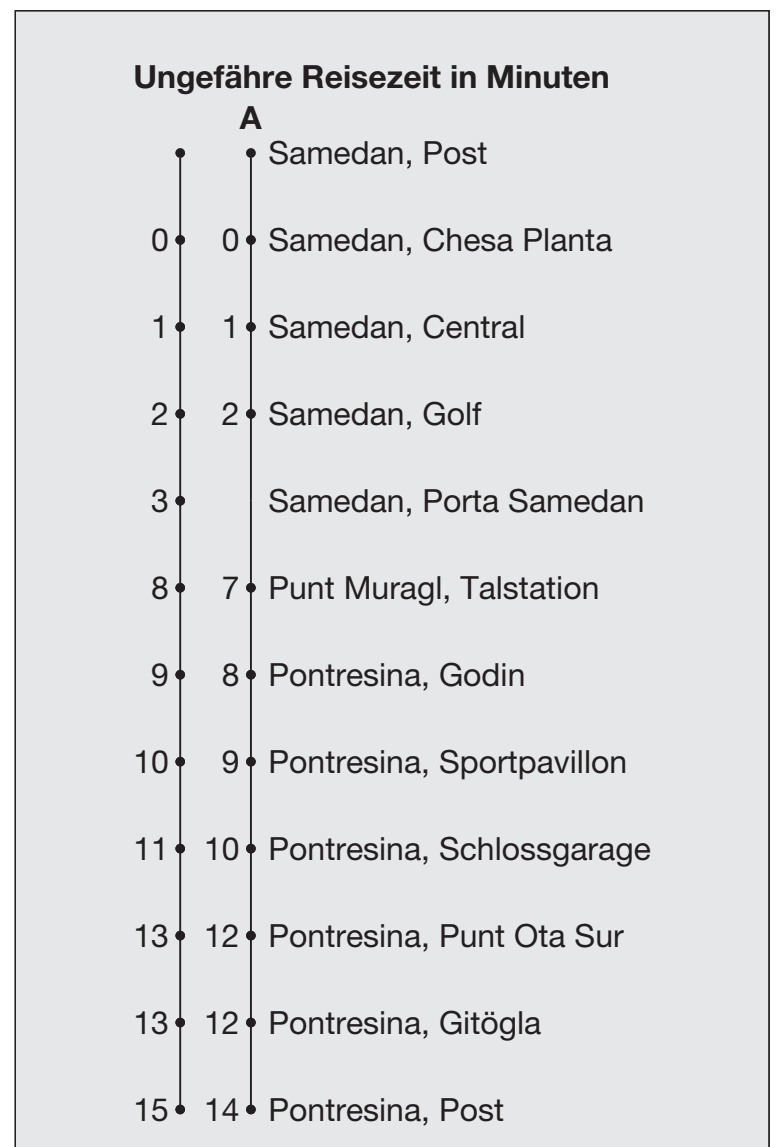 Ungefähre Reisezeit in Minuten
A
Samedan, Post
0 0 Samedan, Chesa Planta
1 1 Samedan, Central
2 2 Samedan, Golf
3 Samedan, Porta Samedan
8 7 Punt Muragl, Talstation
9 8 Pontresina, Godin
10 9 Pontresina, Sportpavillon
11 10 Pontresina, Schlossgarage
13 12 Pontresina, Punt Ota Sur
13 12 Pontresina, Gitögla
15 14 Pontresina, Post